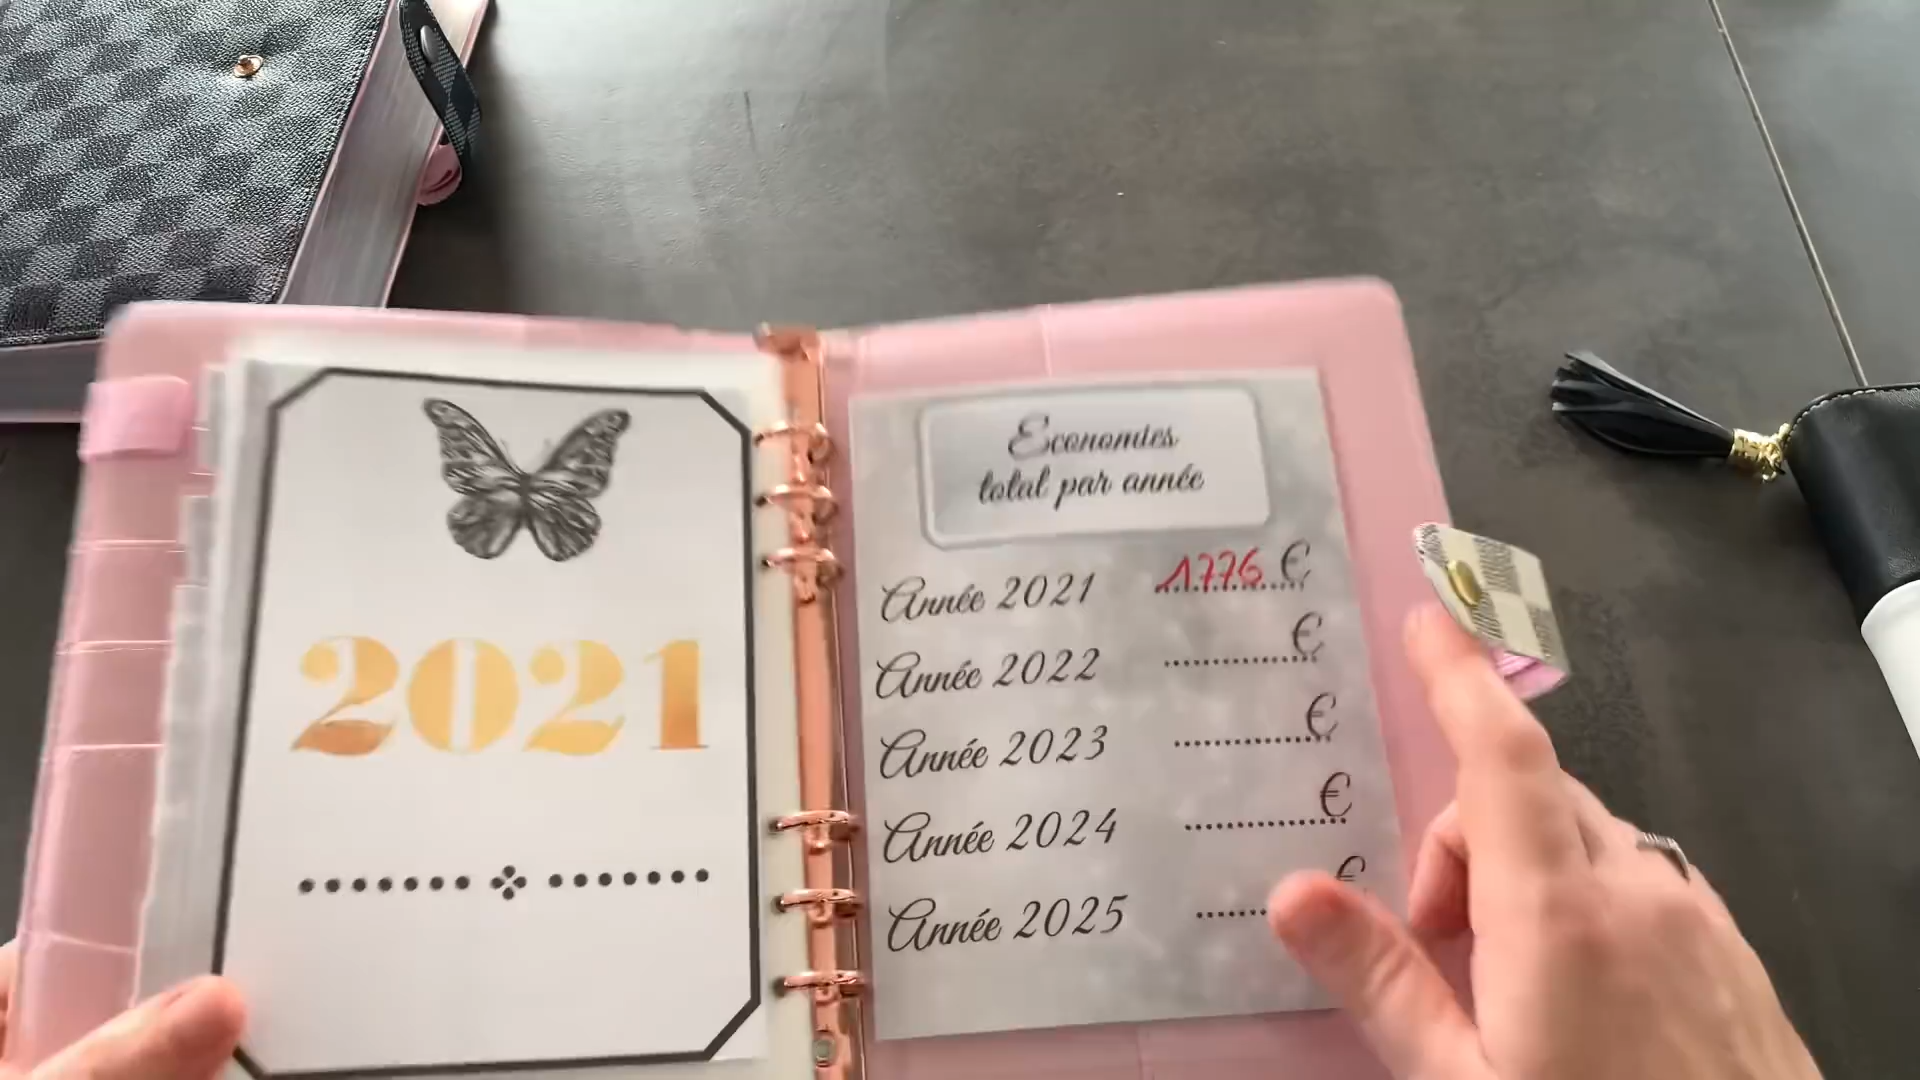 2021
Economies
total par année
Année 2021 1776 €
Année 2022 ............... €
Année 2023 ............... €
Année 2024 ............... €
Année 2025 ....... €